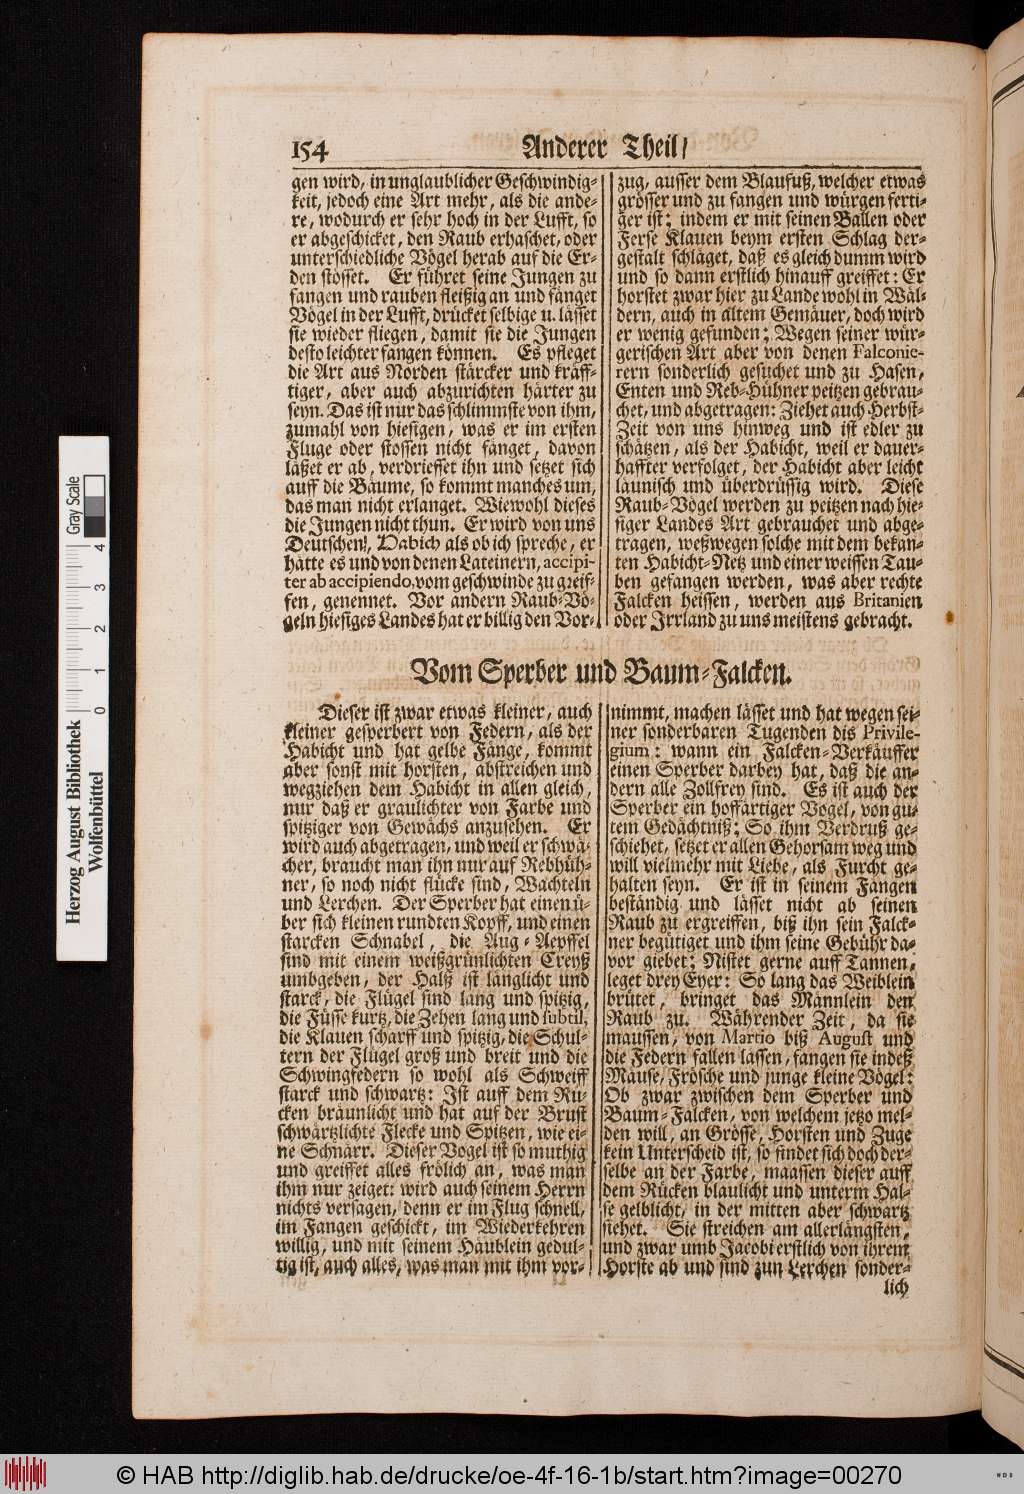 154 Anderer Theil/
gen wird, in unglaublicher Geschwindig-
keit, jedoch eine Art mehr, als die ande-
re, wodurch er sehr hoch in der Lufft, so
er abgeschicket, den Raub erhaschet, oder
unterschiedliche Vögel herab auf die Er-
den stosset. Er führet seine Jungen zu
fangen und rauben fleißig an und fänget
Vögel in der Lufft, drücket selbige u. lässet
sie wieder fliegen, damit sie die Jungen
desto leichter fangen können. Es pfleget
die Art aus Norden stärcker und kräff-
tiger, aber auch abzurichten härter zu
seyn. Das ist nur das schlimmste von ihm,
zumahl von hiesigen, was er im ersten
Fluge oder stossen nicht fänget, davon
läßet er ab, verdrieffet ihn und setzet sich
auff die Bäume, so kommt manches um,
das man nicht erlanget. Wiewohl dieses
die Jungen nicht thun. Er wird von uns
Deutschen, Habich als ob ich spreche, er
hätte es und von denen Lateinern, accipi-
ter ab accipiendo, vom geschwinde zu greif-
fen, genennet. Vor andern Raub-Vö-
geln hiesiges Landes hat er billig den Vor-
zug, ausser dem Blaufuß, welcher etwas
grösser und zu fangen und würgen ferti-
ger ist; indem er mit seinen Ballen oder
Ferse Klauen beym ersten Schlag der-
gestalt schläget, daß es gleich dumm wird
und so dann erstlich hinauff greiffet: Er
horstet zwar hier zu Lande wohl in Wäl-
dern, auch in altem Gemäuer, doch wird
er wenig gefunden; Wegen seiner wür-
gerischen Art aber von denen Falconie-
rern sonderlich gesuchet und zu Hasen,
Enten und Reb-Hühner peitzen gebrau-
chet, und abgetragen: Ziehet auch Herbst-
Zeit von uns hinweg und ist edler zu
schätzen, als der Habicht, weil er dauer-
haffter verfolget, der Habicht aber leicht
launisch und überdrüssig wird. Diese
Raub-Vögel werden zu peitzen nach hie-
siger Landes Art gebrauchet und abge-
tragen, weßwegen solche mit dem bekan-
ten Habicht-Netz und einer weissen Tau-
ben gefangen werden, was aber rechte
Falcken heissen, werden aus Britanien
oder Irrland zu uns meistens gebracht.
Vom Sperber und Baum-Falcken.
Dieser ist zwar etwas kleiner, auch
kleiner gesperbert von Federn, als der
Habicht und hat gelbe Fänge, kommt
aber sonst mit horsten, abstreichen und
wegziehen dem Habicht in allen gleich,
nur daß er graulichter von Farbe und
spitziger von Gewächs anzusehen. Er
wird auch abgetragen, und weil er schwä-
cher, braucht man ihn nur auf Rebhüh-
ner, so noch nicht flücke sind, Wachteln
und Lerchen. Der Sperber hat einen ü-
ber sich kleinen rundten Kopff, und einen
starcken Schnabel, die Aug-Aepffel
sind mit einem weißgrünlichten Creyß
umbgeben, der Halß ist länglicht und
starck, die Flügel sind lang und spitzig,
die Füsse kurtz, die Zehen lang und subtil,
die Klauen scharff und spitzig, die Schul-
tern der Flügel groß und breit und die
Schwingfedern so wohl als Schweiff
starck und schwartz: Ist auff dem Rü-
cken bräunlicht und hat auf der Brust
schwärtzlichte Flecke und Spitzen, wie ei-
ne Schnarr. Dieser Vogel ist so muthig
und greiffet alles frölich an, was man
ihm nur zeiget: wird auch seinem Herrn
nichts versagen, denn er im Flug schnell,
im Fangen geschickt, im Wiederkehren
willig, und mit seinem Häublein gedul-
tig ist, auch alles, was man mit ihm vor-
nimmt, machen lässet und hat wegen sei-
ner sonderbaren Tugenden dis Privile-
gium: wann ein Falcken-Verkäuffer
einen Sperber darbey hat, daß die an-
dern alle Zollfrey sind. Es ist auch der
Sperber ein hoffärtiger Vogel, von gu-
tem Gedächtniß; So ihm Verdruß ge-
schiehet, setzet er allen Gehorsam weg und
will vielmehr mit Liebe, als Furcht ge-
halten seyn. Er ist in seinem Fangen
beständig und lässet nicht ab seinen
Raub zu ergreiffen, biß ihn sein Falck-
ner begütiget und ihm seine Gebühr da-
vor giebet; Nistet gerne auff Tannen,
leget drey Eyer: So lang das Weiblein
brütet, bringet das Männlein den
Raub zu. Währender Zeit, da sie
maussen, von Martio biß August und
die Federn fallen lassen, fangen sie indeß
Mäuse, Frösche und junge kleine Vögel:
Ob zwar zwischen dem Sperber und
Baum-Falcken, von welchem jetzo mel-
den will, an Grösse, Horsten und Zuge
kein Unterscheid ist, so findet sich doch der-
selbe an der Farbe, maassen dieser auff
dem Rücken blaulicht und unterm Hal-
se gelblicht, in der mitten aber schwartz
siehet. Sie streichen am allerlängsten,
und zwar umb Jacobi erstlich von ihrem
Horste ab und sind zun Lerchen sonder-
lich
Herzog August Bibliothek
Wolfenbüttel
0 1 2 3 4
Gray Scale
© HAB http://diglib.hab.de/drucke/oe-4f-16-1b/start.htm?image=00270